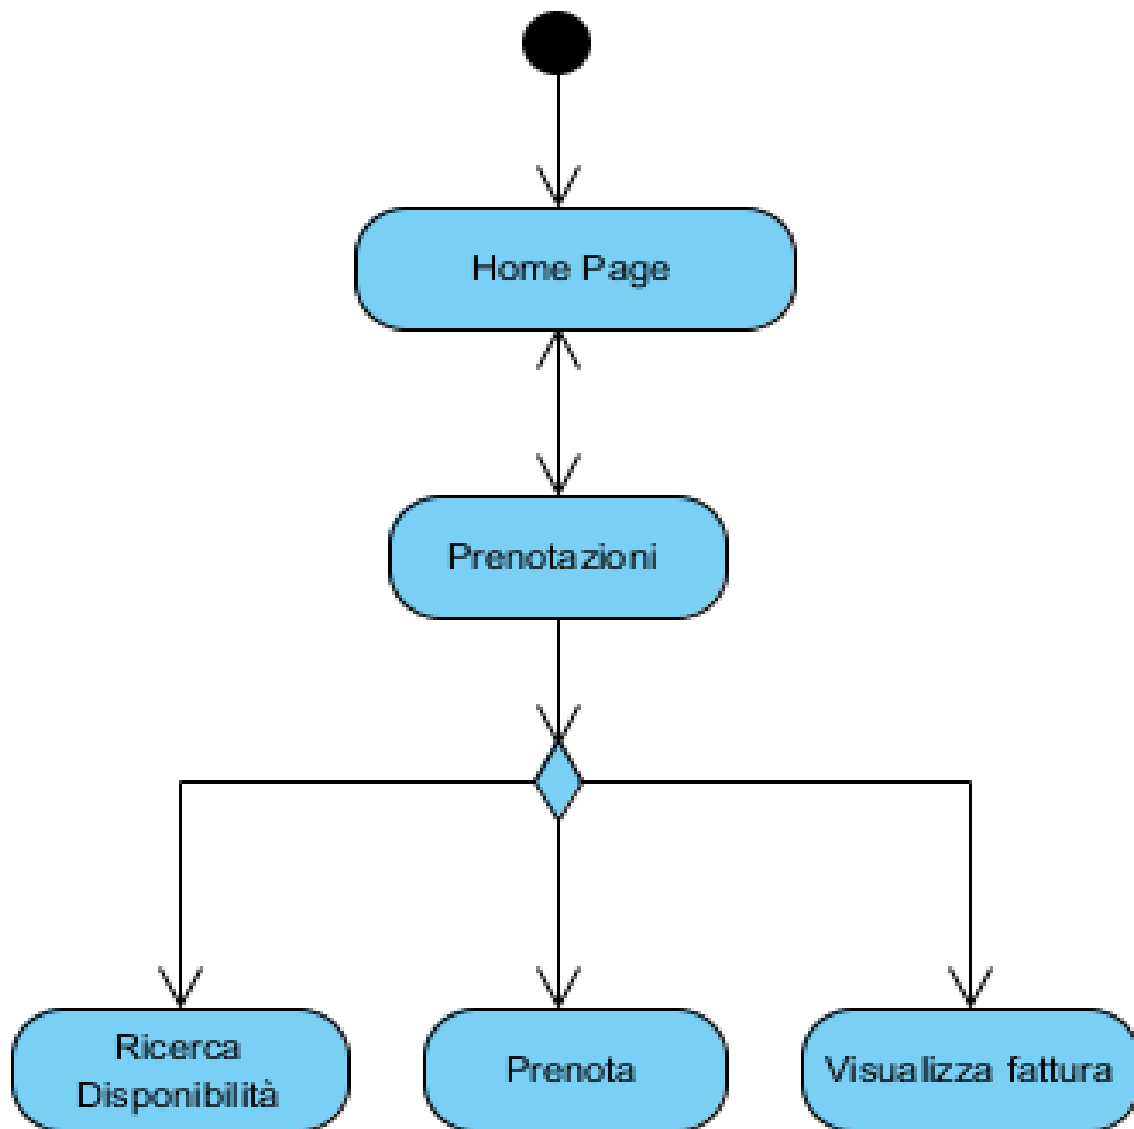 Home Page
Prenotazioni
Ricerca
Disponibilità
Prenota
Visualizza fattura